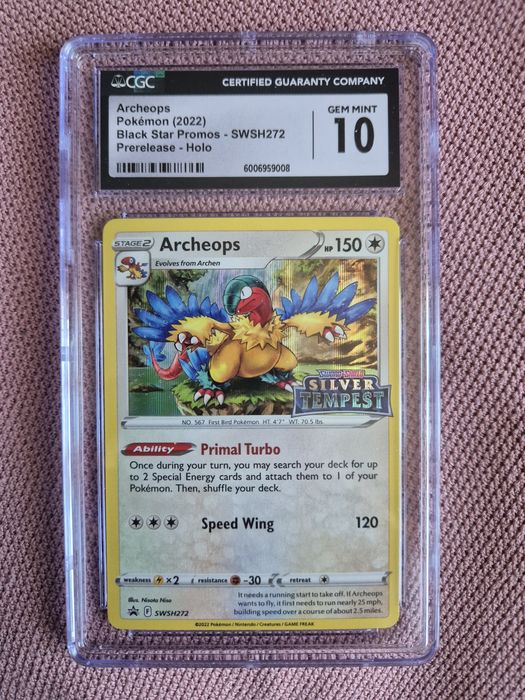 CGC CERTIFIED GUARANTY COMPANY
Archeops
Pokémon (2022)
Black Star Promos - SWSH272
Prerelease - Holo
GEM MINT
10
6006959008
STAGE 2 Archeops HP 150
Evolves from Archen
SILVER
TEMPEST
NO. 567 First Bird Pokémon HT: 4'7" WT: 70.5 lbs.
Ability Primal Turbo
Once during your turn, you may search your deck for up
to 2 Special Energy cards and attach them to 1 of your
Pokémon. Then, shuffle your deck.
Speed Wing 120
weakness ×2 resistance -30 retreat
Illus. Nisota Niso
F SWSH272
It needs a running start to take off. If Archeops
wants to fly, it first needs to run nearly 25 mph,
building speed over a course of about 2.5 miles.
©2022 Pokémon / Nintendo / Creatures / GAME FREAK